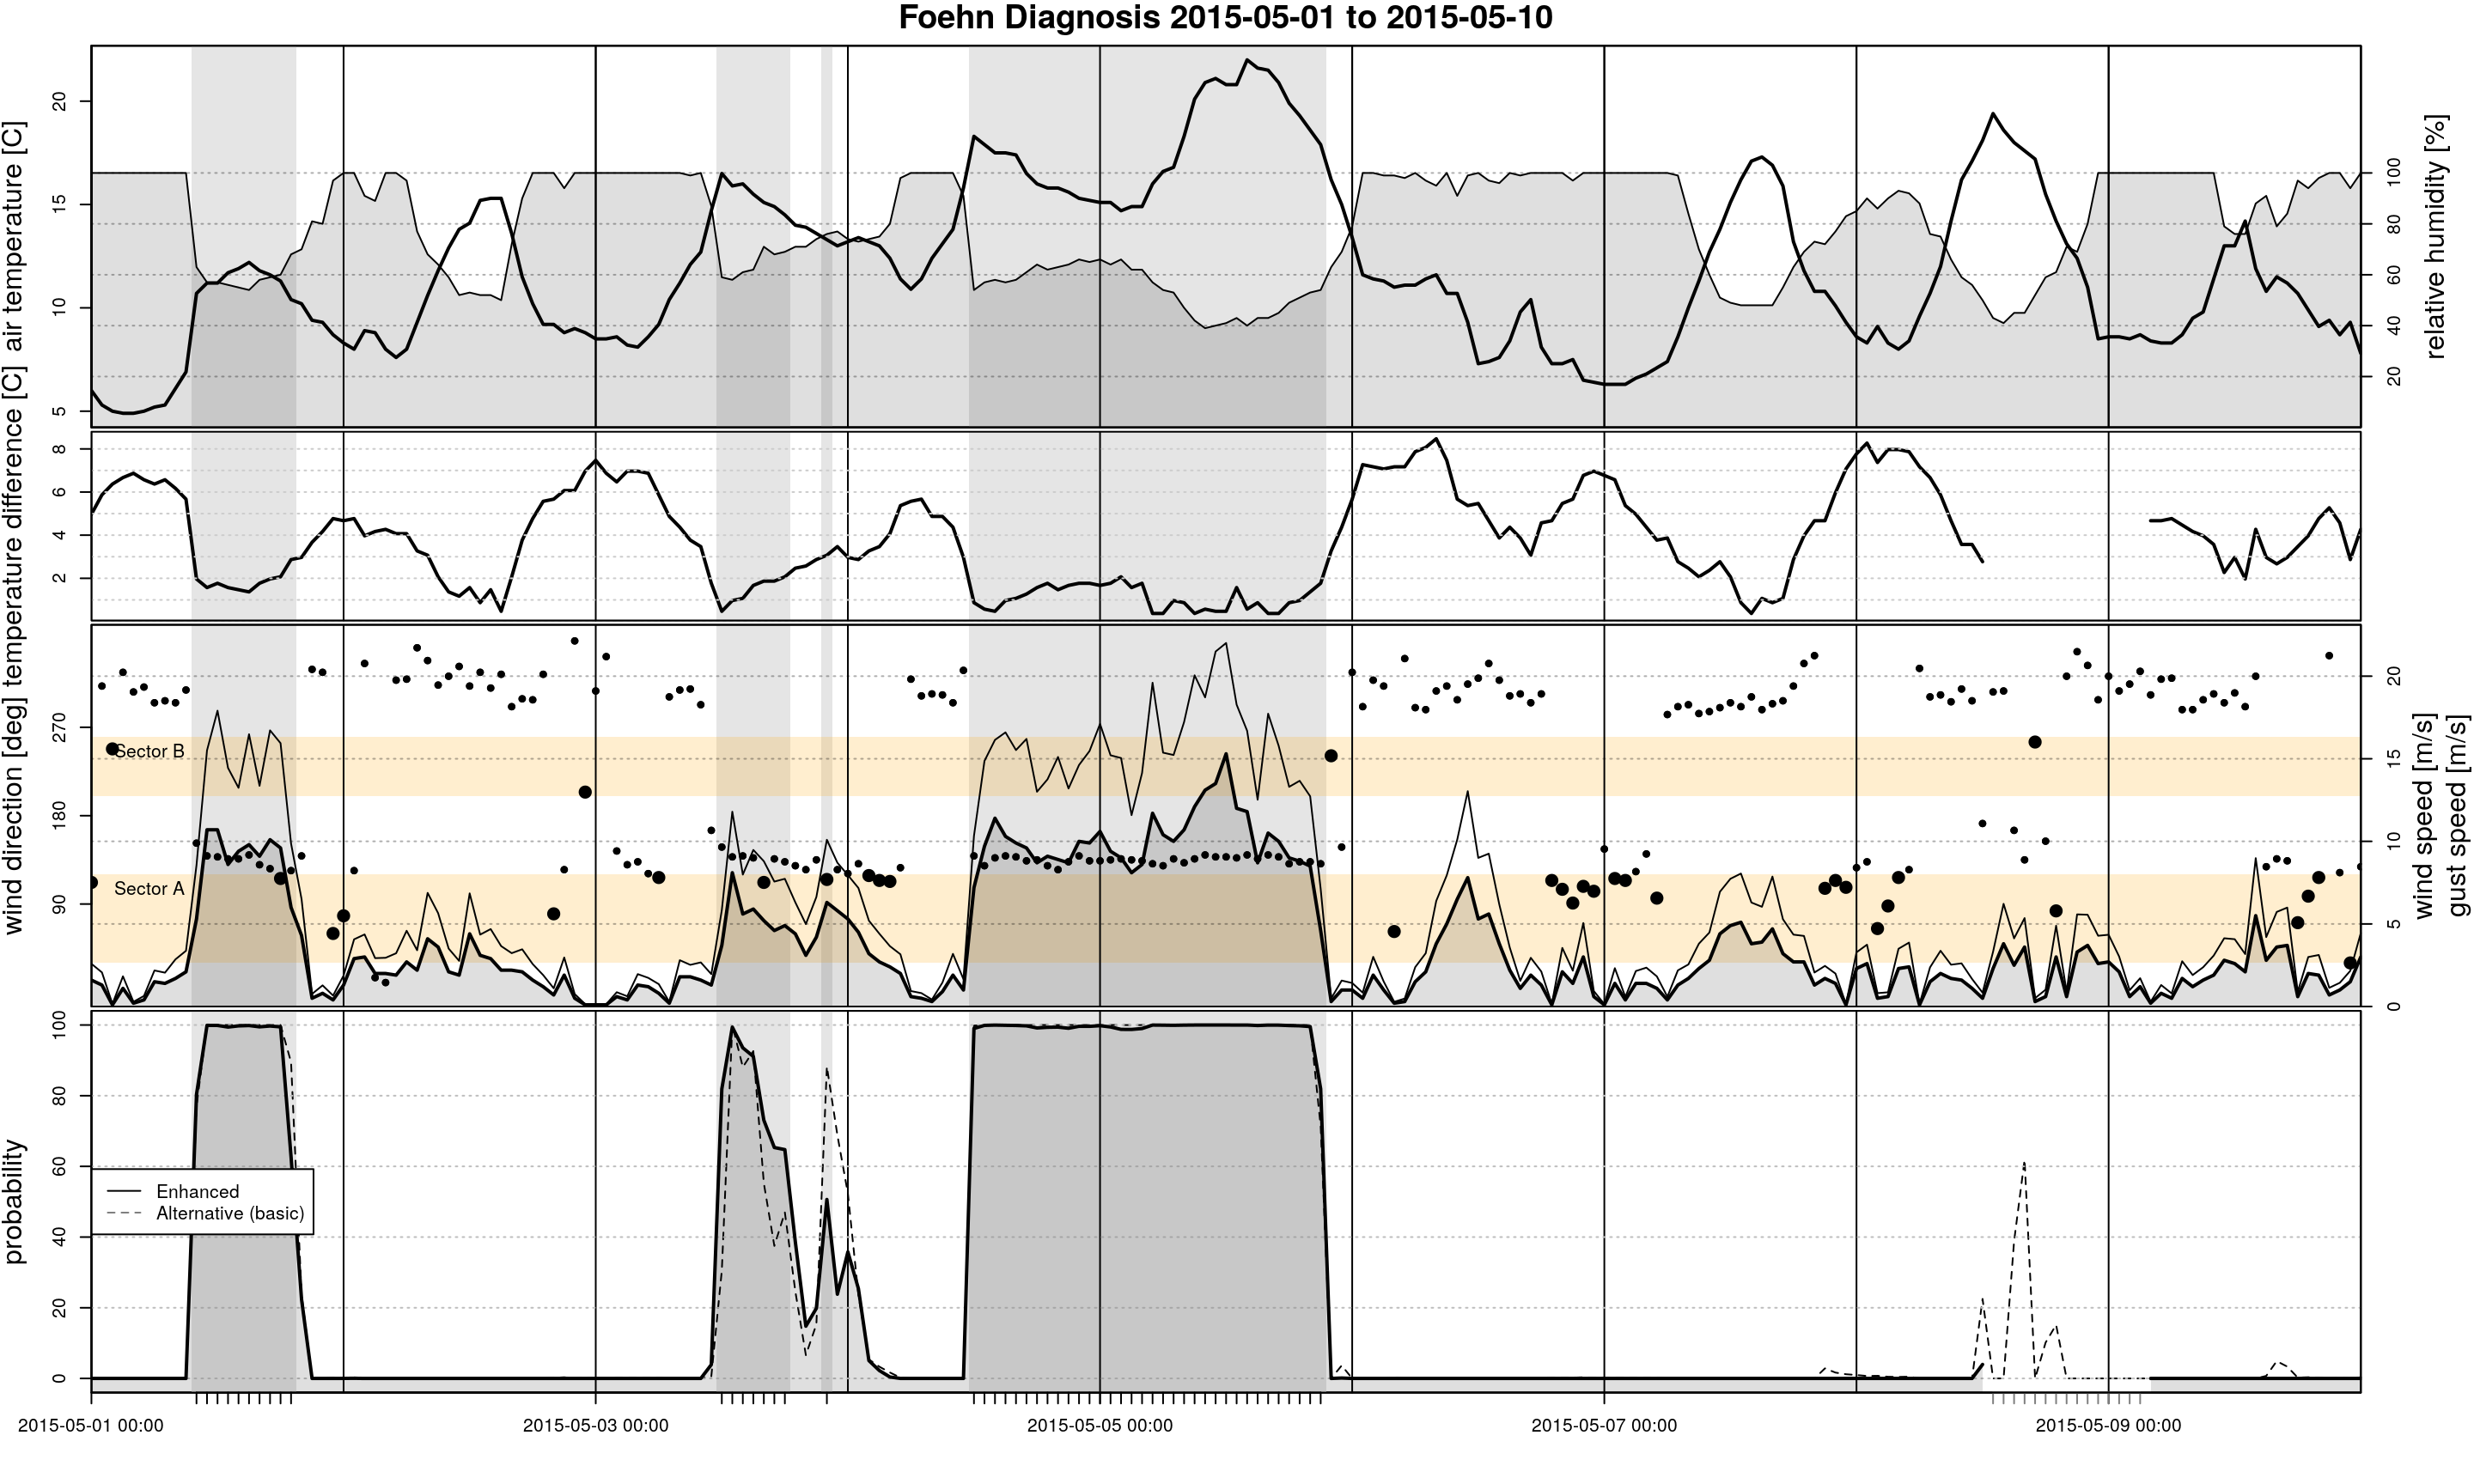 Foehn Diagnosis 2015-05-01 to 2015-05-10
air temperature [C]
5
10
15
20
relative humidity [%]
20
40
60
80
100
temperature difference [C]
2
4
6
8
wind direction [deg]
90
180
270
Sector B
Sector A
wind speed [m/s]
gust speed [m/s]
0
5
10
15
20
probability
0
20
40
60
80
100
Enhanced
Alternative (basic)
2015-05-01 00:00
2015-05-03 00:00
2015-05-05 00:00
2015-05-07 00:00
2015-05-09 00:00